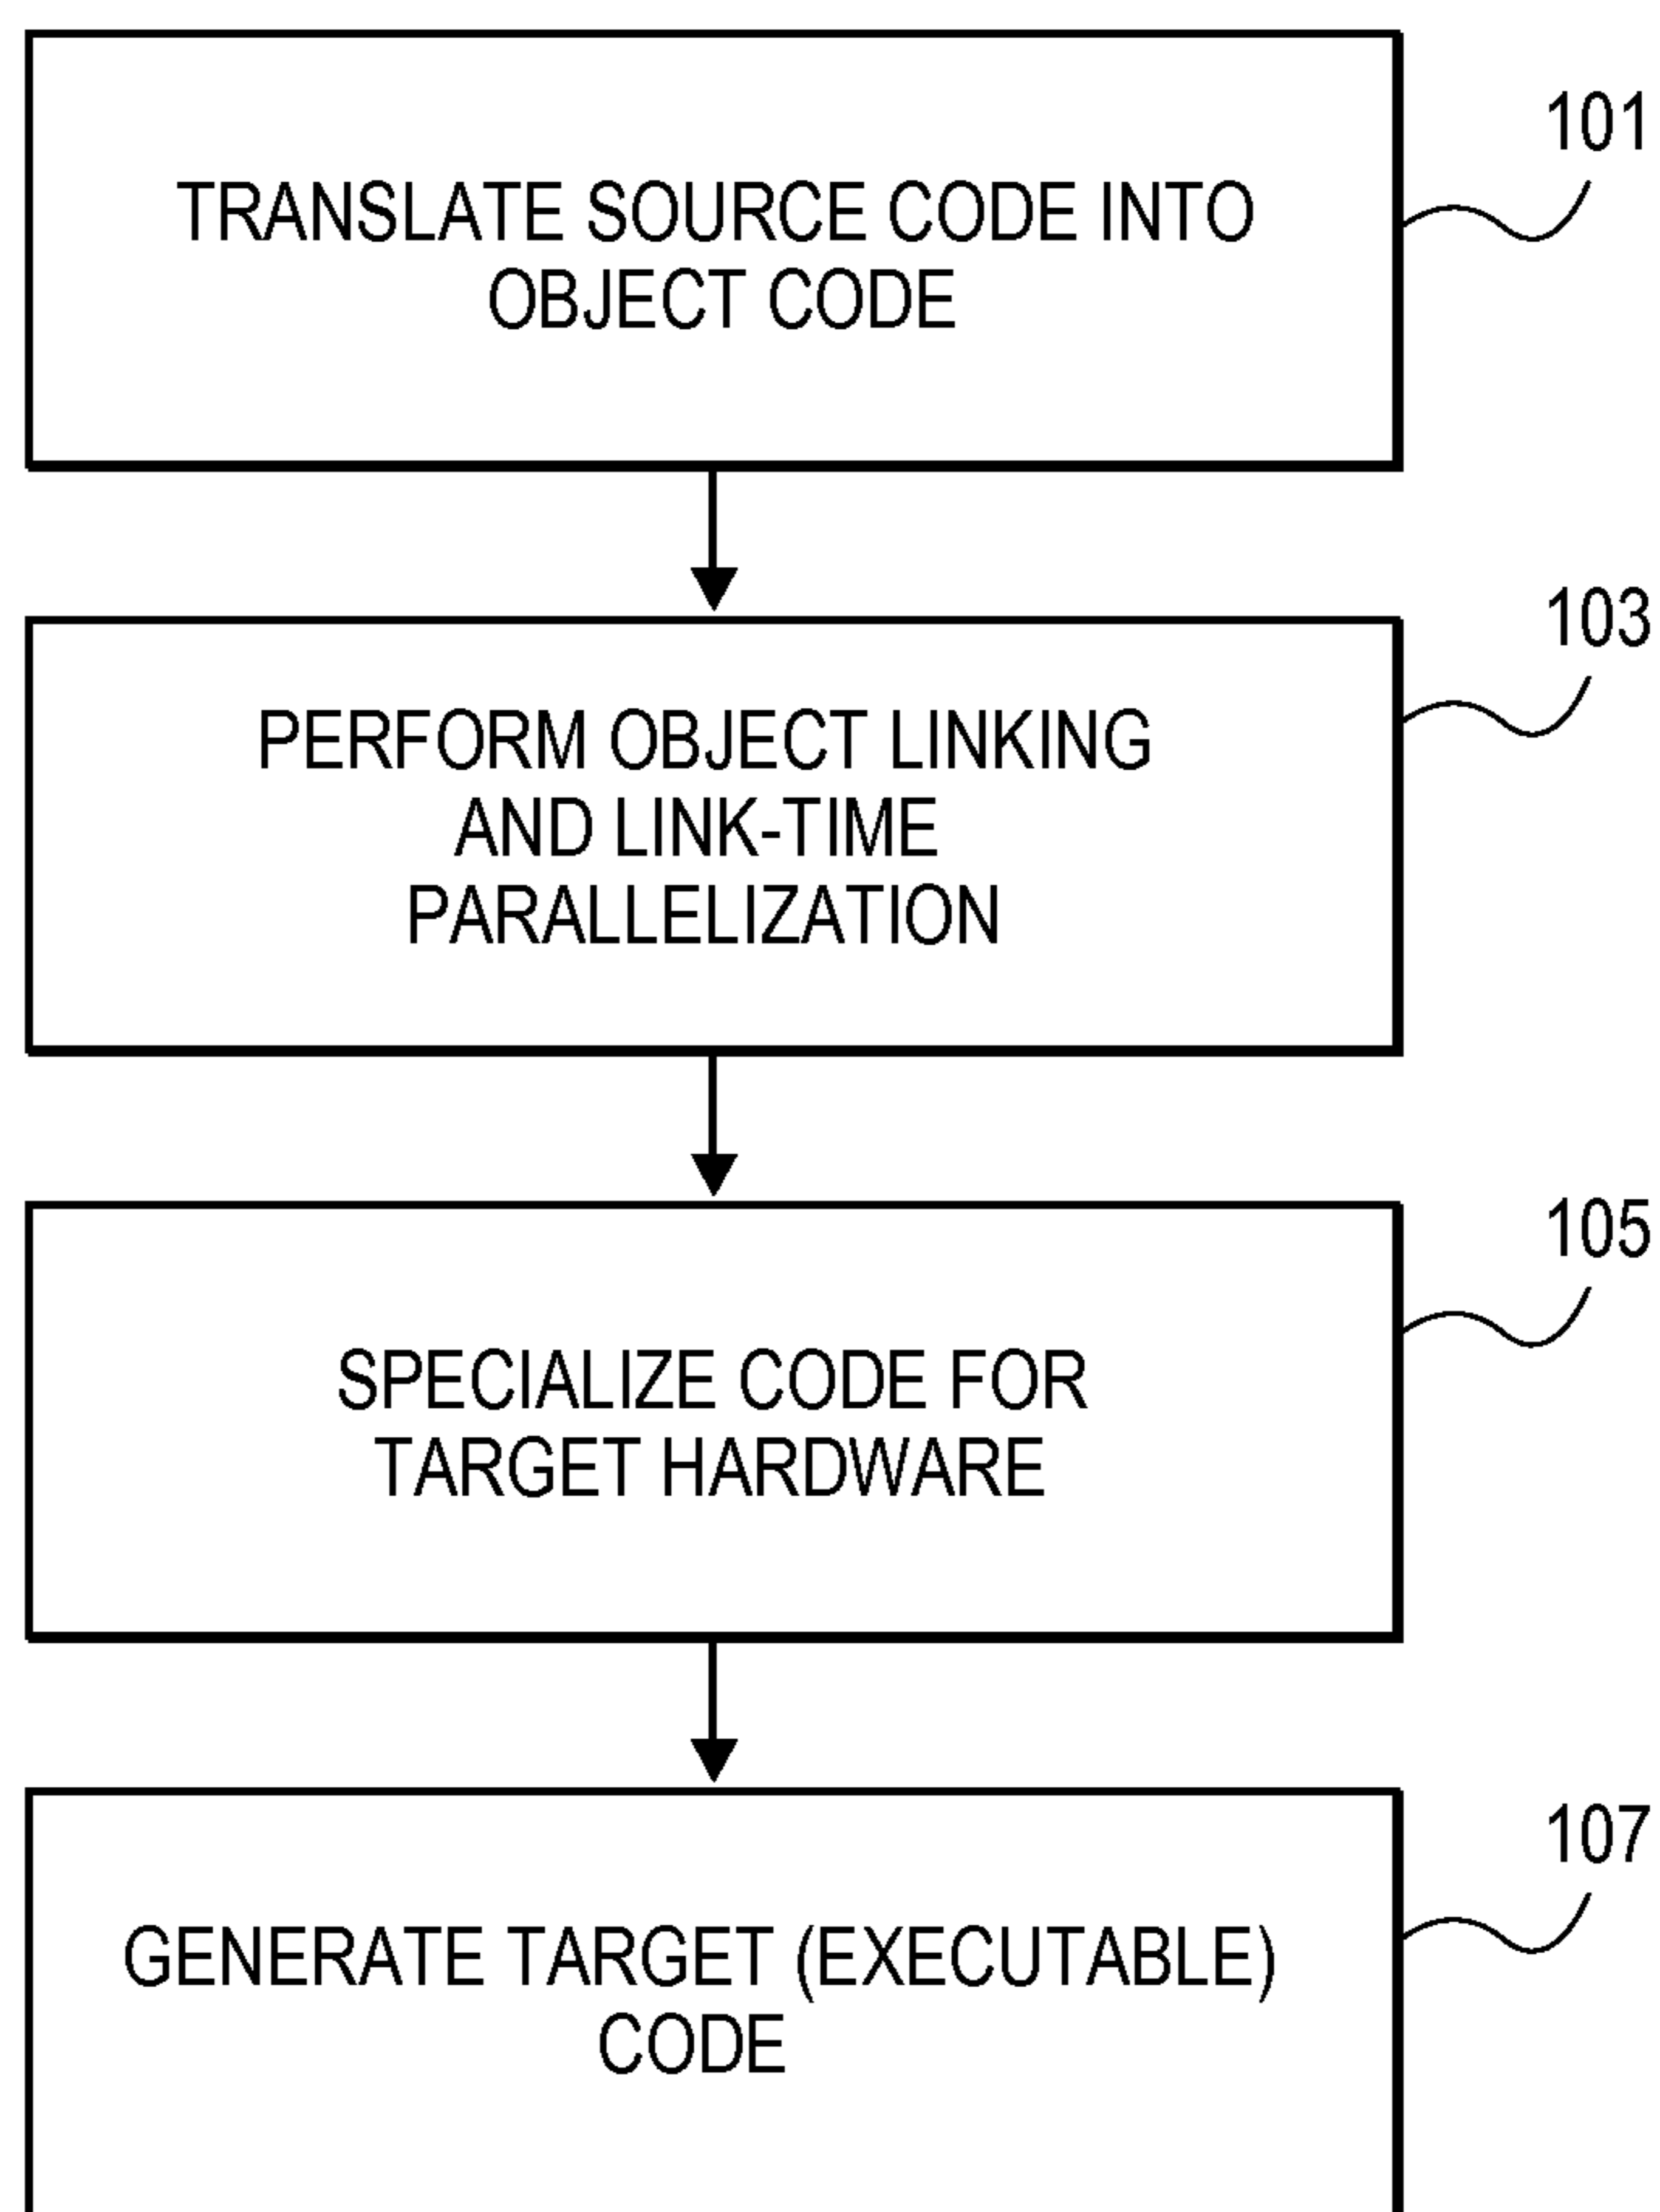 101
TRANSLATE SOURCE CODE INTO
OBJECT CODE
103
PERFORM OBJECT LINKING
AND LINK-TIME
PARALLELIZATION
105
SPECIALIZE CODE FOR
TARGET HARDWARE
107
GENERATE TARGET (EXECUTABLE)
CODE